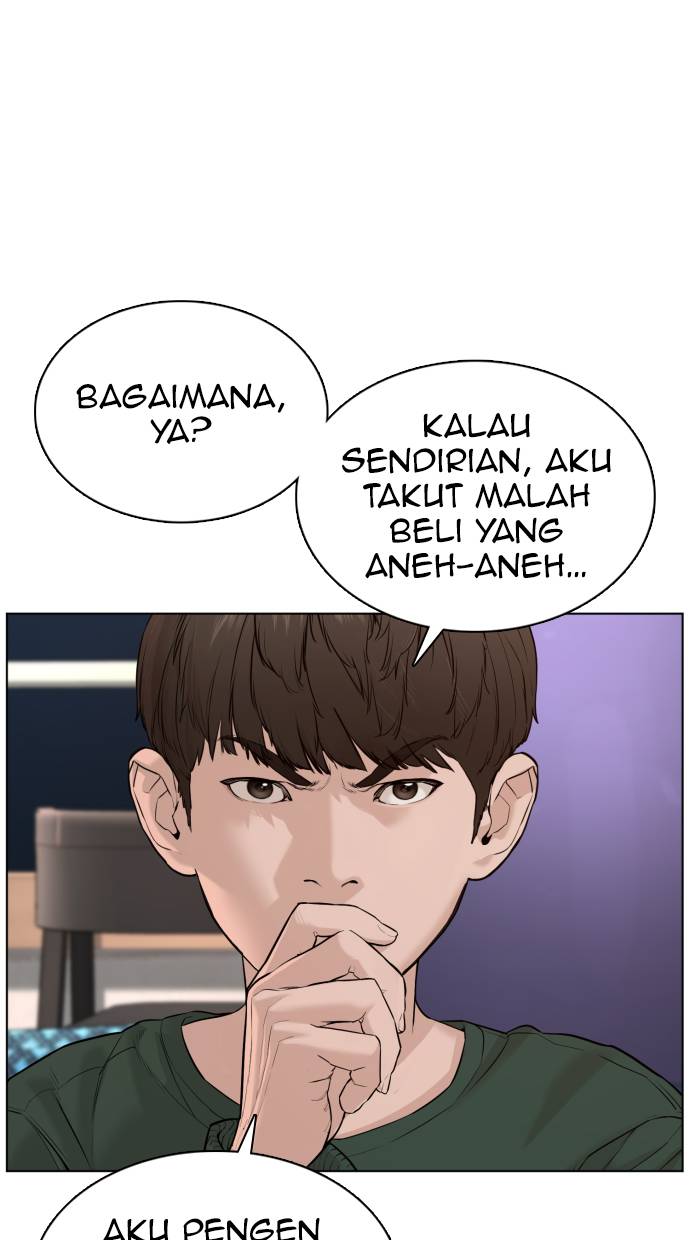 BAGAIMANA,
YA?
KALAU
SENDIRIAN, AKU
TAKUT MALAH
BELI YANG
ANEH-ANEH...
AKU PENGEN